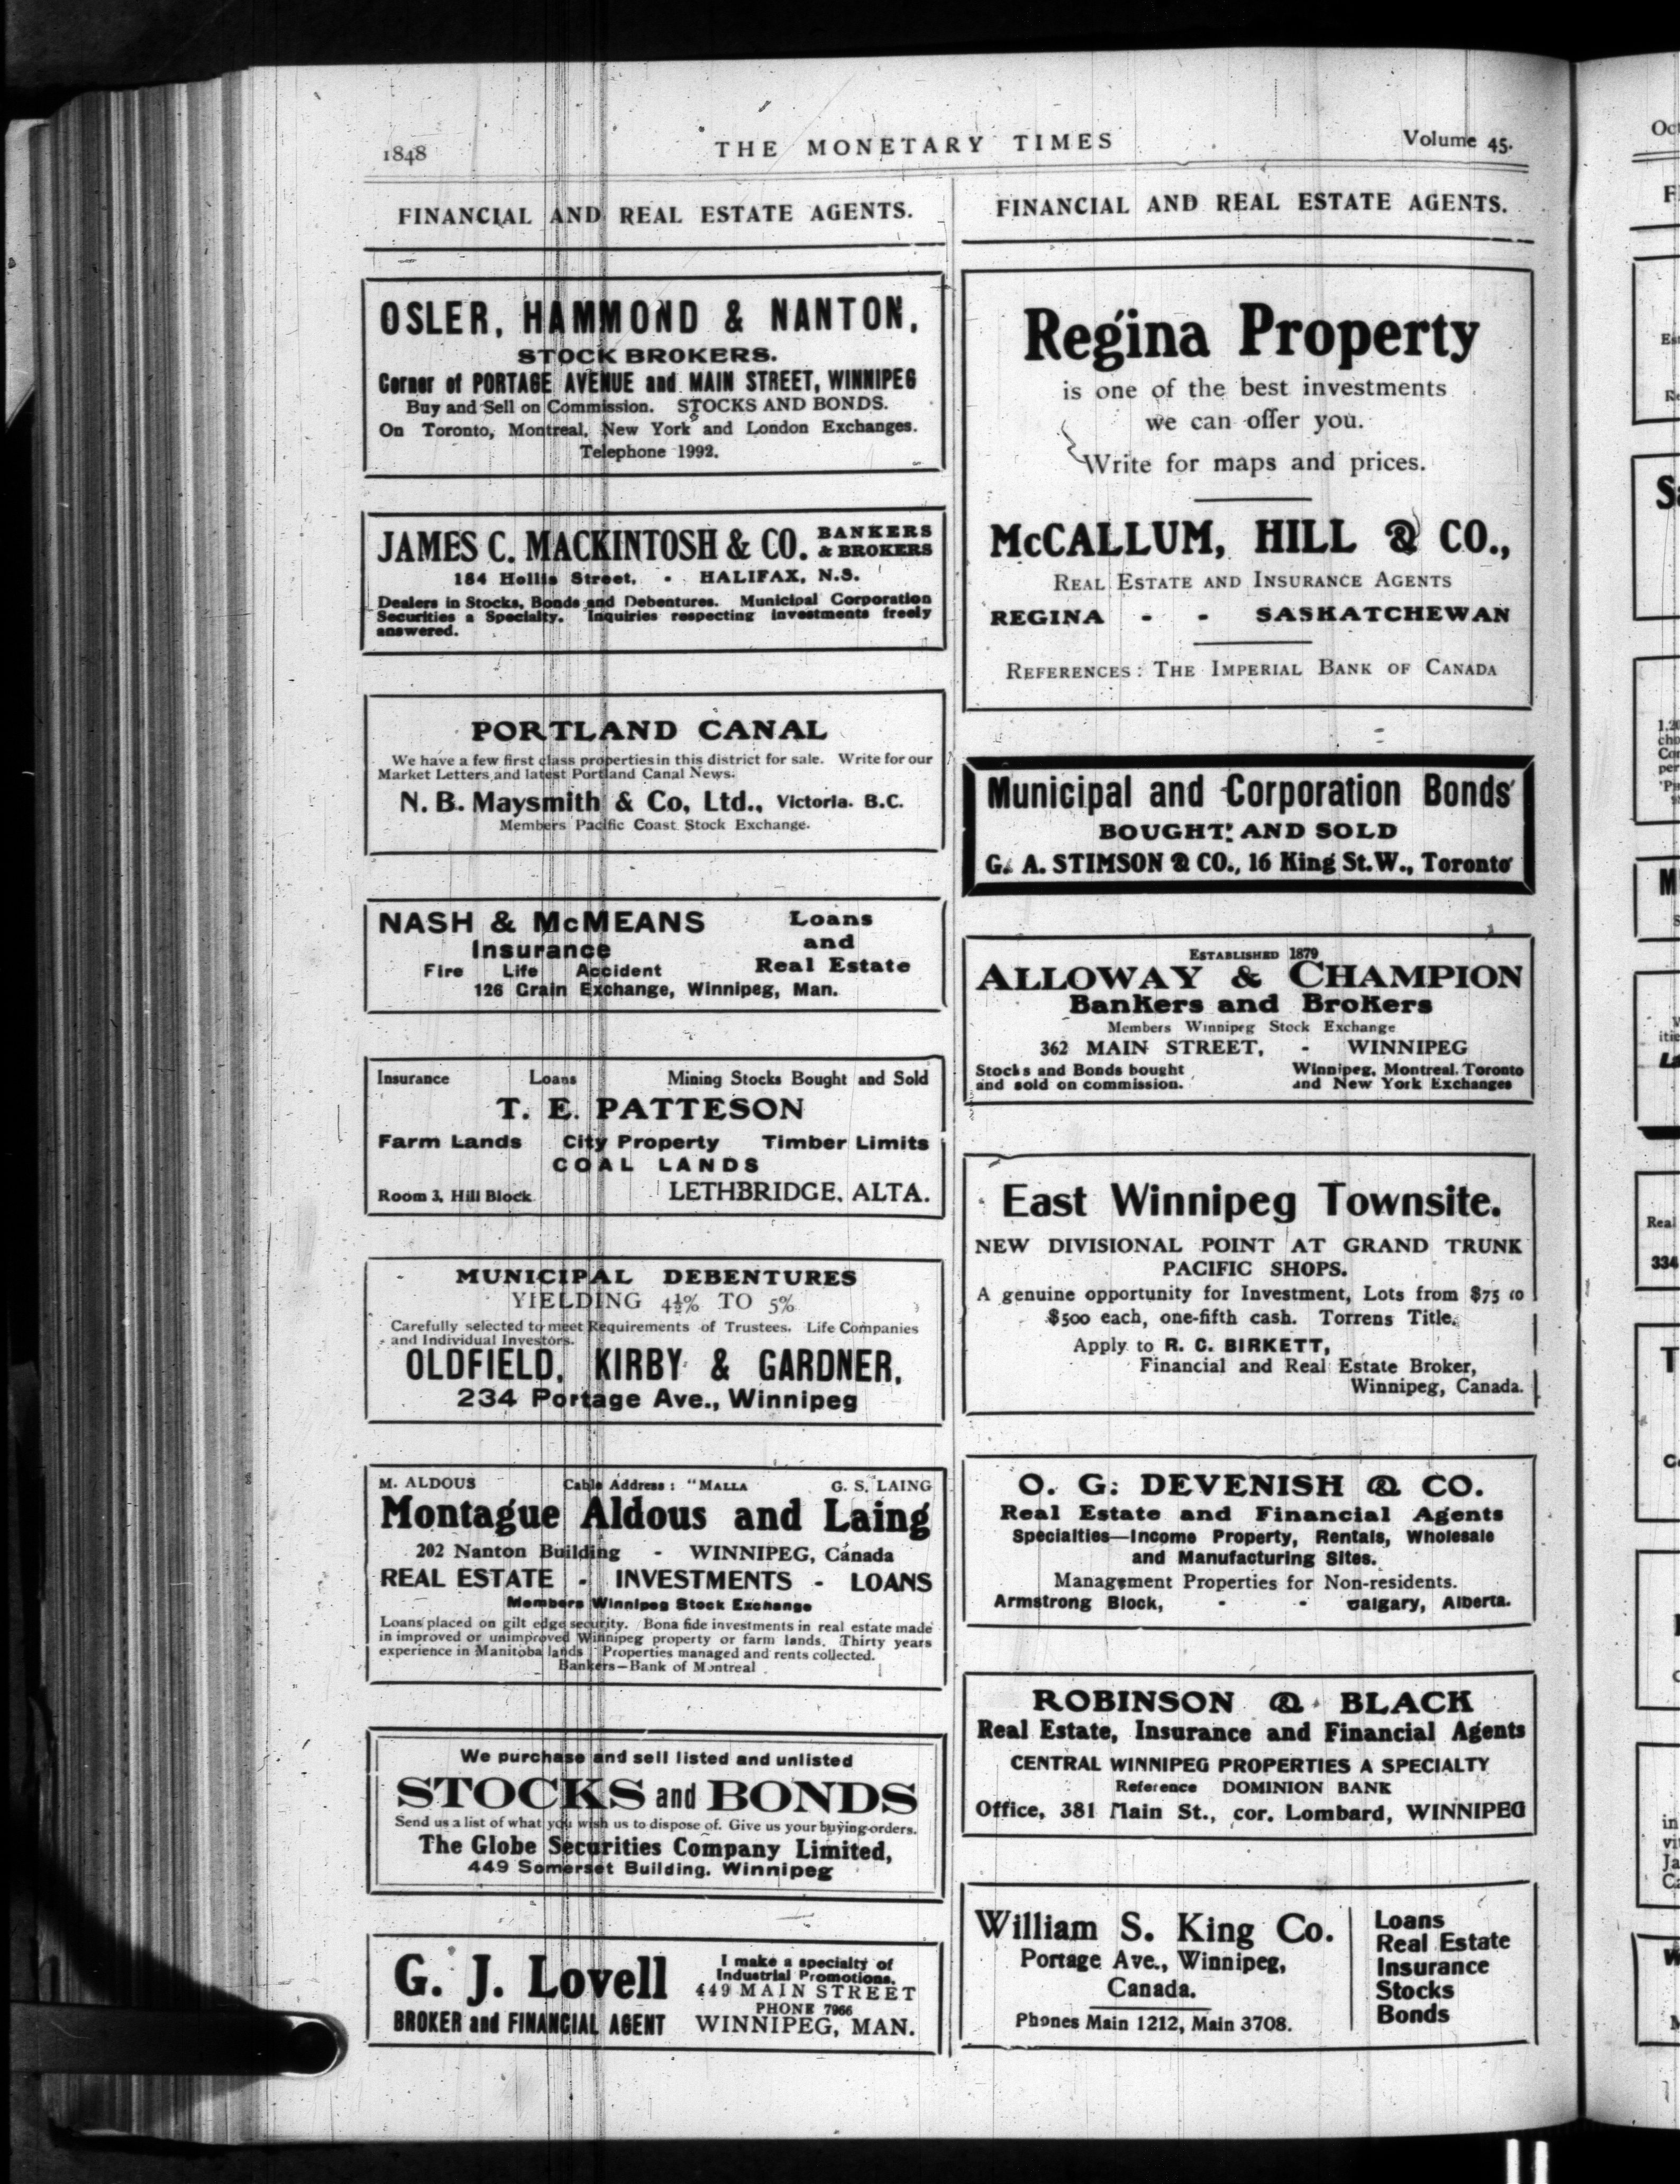 1848
THE MONETARY TIMES
Volume 45.
FINANCIAL AND REAL ESTATE AGENTS.
OSLER, HAMMOND & NANTON,
STOCK BROKERS.
Corner of PORTAGE AVENUE and MAIN STREET, WINNIPEG
Buy and Sell on Commission. STOCKS AND BONDS.
On Toronto, Montreal, New York and London Exchanges.
Telephone 1992.
JAMES C. MACKINTOSH & CO. BANKERS
& BROKERS
184 Hollis Street, - HALIFAX, N.S.
Dealers in Stocks, Bonds and Debentures. Municipal Corporation
Securities a Specialty. Inquiries respecting investments freely
answered.
PORTLAND CANAL
We have a few first class properties in this district for sale. Write for our
Market Letters and latest Portland Canal News.
N. B. Maysmith & Co, Ltd., Victoria. B.C.
Members Pacific Coast Stock Exchange.
NASH & McMEANS
Insurance
Fire Life Accident
Loans
and
Real Estate
126 Grain Exchange, Winnipeg, Man.
Insurance Loans Mining Stocks Bought and Sold
T. E. PATTESON
Farm Lands City Property Timber Limits
COAL LANDS
Room 3, Hill Block LETHBRIDGE, ALTA.
MUNICIPAL DEBENTURES
YIELDING 4½% TO 5%
Carefully selected to meet Requirements of Trustees, Life Companies
and Individual Investors.
OLDFIELD, KIRBY & GARDNER,
234 Portage Ave., Winnipeg
M. ALDOUS Cable Address: "MALLA G. S. LAING
Montague Aldous and Laing
202 Nanton Building - WINNIPEG, Canada
REAL ESTATE - INVESTMENTS - LOANS
Members Winnipeg Stock Exchange
Loans placed on gilt edge security. Bona fide investments in real estate made
in improved or unimproved Winnipeg property or farm lands. Thirty years
experience in Manitoba lands. Properties managed and rents collected.
Bankers—Bank of Montreal
We purchase and sell listed and unlisted
STOCKS and BONDS
Send us a list of what you wish us to dispose of. Give us your buying orders.
The Globe Securities Company Limited,
449 Somerset Building, Winnipeg
G. J. Lovell
BROKER and FINANCIAL AGENT
I make a specialty of
Industrial Promotions.
449 MAIN STREET
PHONE 7966
WINNIPEG, MAN.
FINANCIAL AND REAL ESTATE AGENTS.
Regina Property
is one of the best investments
we can offer you.
Write for maps and prices.
McCALLUM, HILL & CO.,
REAL ESTATE AND INSURANCE AGENTS
REGINA - - SASKATCHEWAN
REFERENCES: THE IMPERIAL BANK OF CANADA
Municipal and Corporation Bonds
BOUGHT AND SOLD
G. A. STIMSON & CO., 16 King St. W., Toronto
ESTABLISHED 1879
ALLOWAY & CHAMPION
Bankers and Brokers
Members Winnipeg Stock Exchange
362 MAIN STREET, - WINNIPEG
Stocks and Bonds bought
and sold on commission.
Winnipeg, Montreal, Toronto
and New York Exchanges
East Winnipeg Townsite.
NEW DIVISIONAL POINT AT GRAND TRUNK
PACIFIC SHOPS.
A genuine opportunity for Investment, Lots from $75 to
$500 each, one-fifth cash. Torrens Title.
Apply to R. C. BIRKETT,
Financial and Real Estate Broker,
Winnipeg, Canada.
O. G. DEVENISH & CO.
Real Estate and Financial Agents
Specialties—Income Property, Rentals, Wholesale
and Manufacturing Sites.
Management Properties for Non-residents.
Armstrong Block, - - Calgary, Alberta.
ROBINSON & BLACK
Real Estate, Insurance and Financial Agents
CENTRAL WINNIPEG PROPERTIES A SPECIALTY
Reference DOMINION BANK
Office, 381 Main St., cor. Lombard, WINNIPEG
William S. King Co.
Portage Ave., Winnipeg,
Canada.
Phones Main 1212, Main 3708.
Loans
Real Estate
Insurance
Stocks
Bonds